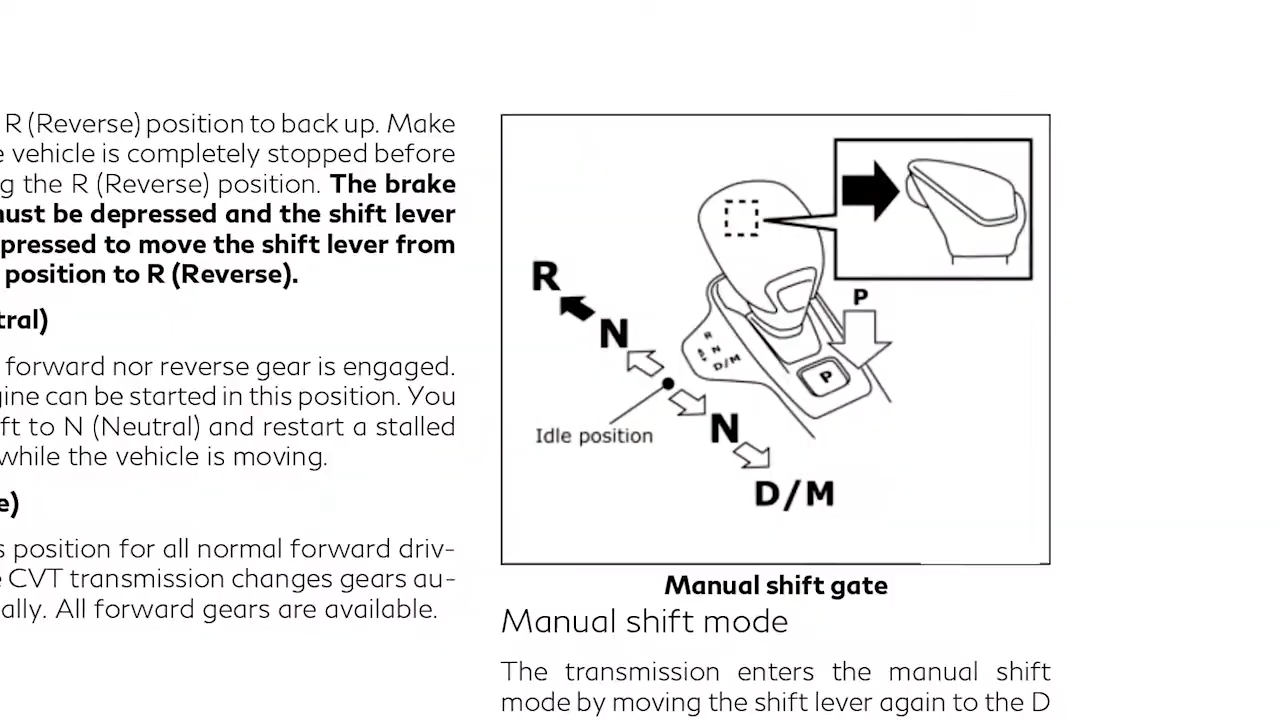 R (Reverse) position to back up. Make
vehicle is completely stopped before
the R (Reverse) position. The brake
must be depressed and the shift lever
to move the shift lever from
position to R (Reverse).
forward nor reverse gear is engaged.
can be started in this position. You
to N (Neutral) and restart a stalled
while the vehicle is moving.
position for all normal forward driv-
CVT transmission changes gears au-
All forward gears are available.
R
N
Idle position
N
D/M
P
R
N
D/M
P
Manual shift gate
Manual shift mode
The transmission enters the manual shift
mode by moving the shift lever again to the D